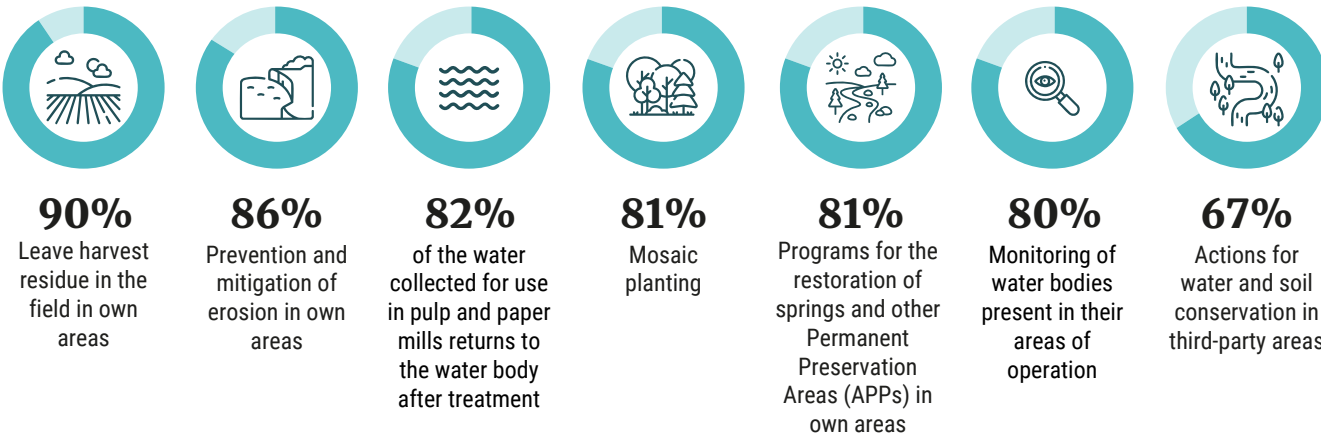 90%
Leave harvest
residue in the
field in own
areas
86%
Prevention and
mitigation of
erosion in own
areas
82%
of the water
collected for use
in pulp and paper
mills returns to
the water body
after treatment
81%
Mosaic
planting
81%
Programs for the
restoration of
springs and other
Permanent
Preservation
Areas (APPs) in
own areas
80%
Monitoring of
water bodies
present in their
areas of
operation
67%
Actions for
water and soil
conservation in
third-party areas